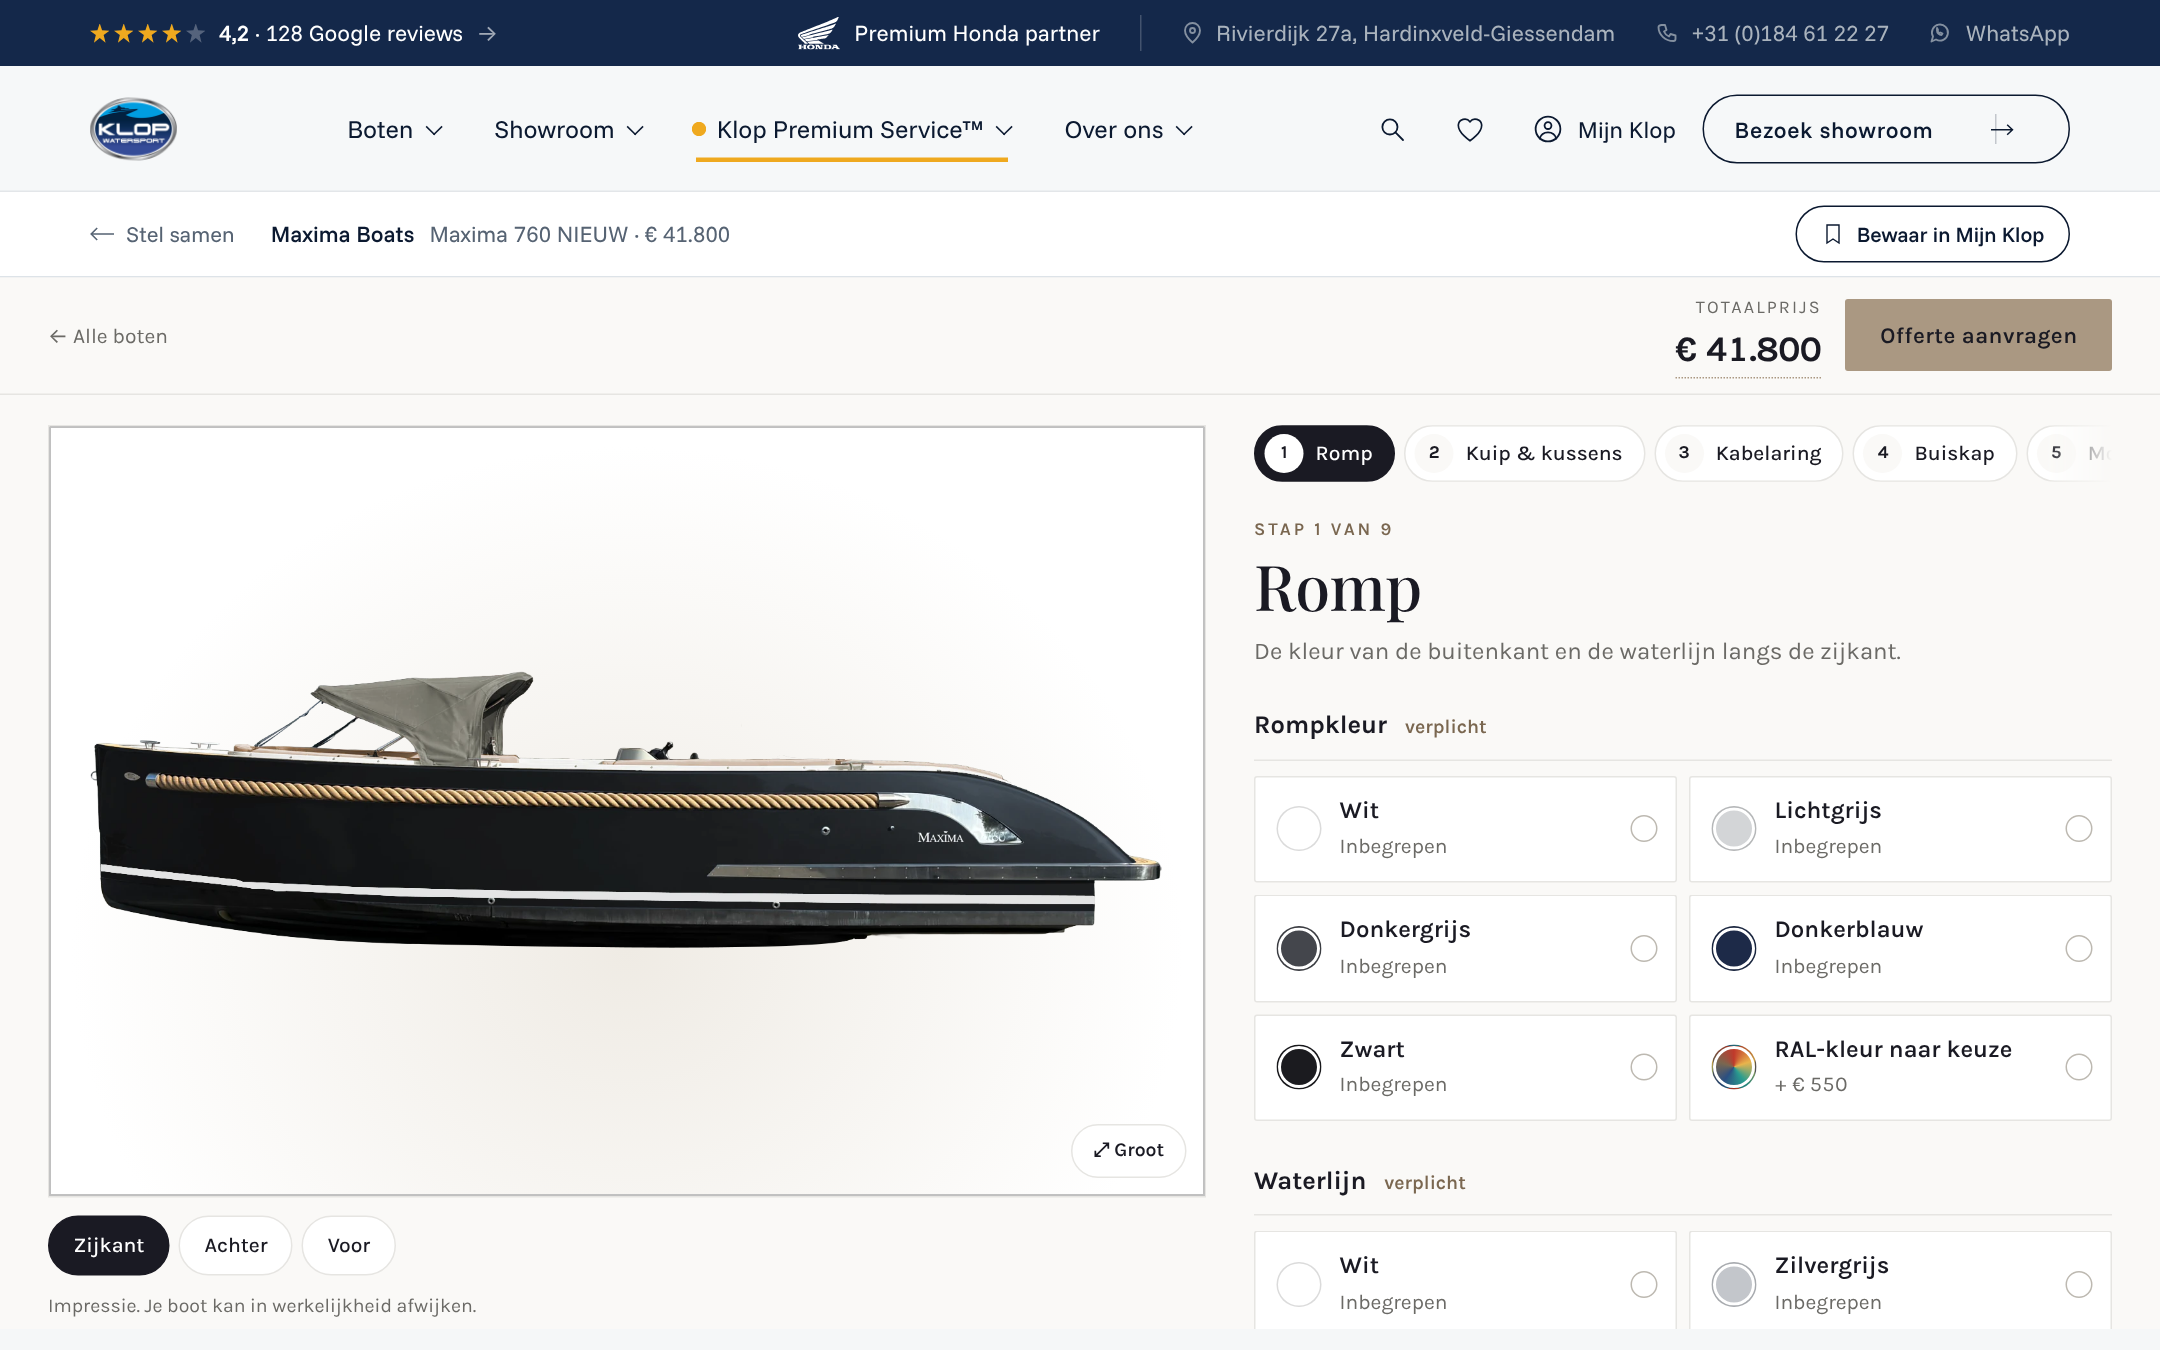 4,2 · 128 Google reviews →
HONDA
Premium Honda partner
Rivierdijk 27a, Hardinxveld-Giessendam
+31 (0)184 61 22 27
WhatsApp
KLOP
WATERSPORT
Boten
Showroom
Klop Premium Service™
Over ons
Mijn Klop
Bezoek showroom →
← Stel samen
Maxima Boats Maxima 760 NIEUW · € 41.800
Bewaar in Mijn Klop
← Alle boten
TOTAALPRIJS
€ 41.800
Offerte aanvragen
MAXIMA
Groot
Zijkant
Achter
Voor
Impressie. Je boot kan in werkelijkheid afwijken.
1 Romp
2 Kuip & kussens
3 Kabelaring
4 Buiskap
5
STAP 1 VAN 9
Romp
De kleur van de buitenkant en de waterlijn langs de zijkant.
Rompkleur verplicht
Wit
Inbegrepen
Lichtgrijs
Inbegrepen
Donkergrijs
Inbegrepen
Donkerblauw
Inbegrepen
Zwart
Inbegrepen
RAL-kleur naar keuze
+ € 550
Waterlijn verplicht
Wit
Inbegrepen
Zilvergrijs
Inbegrepen